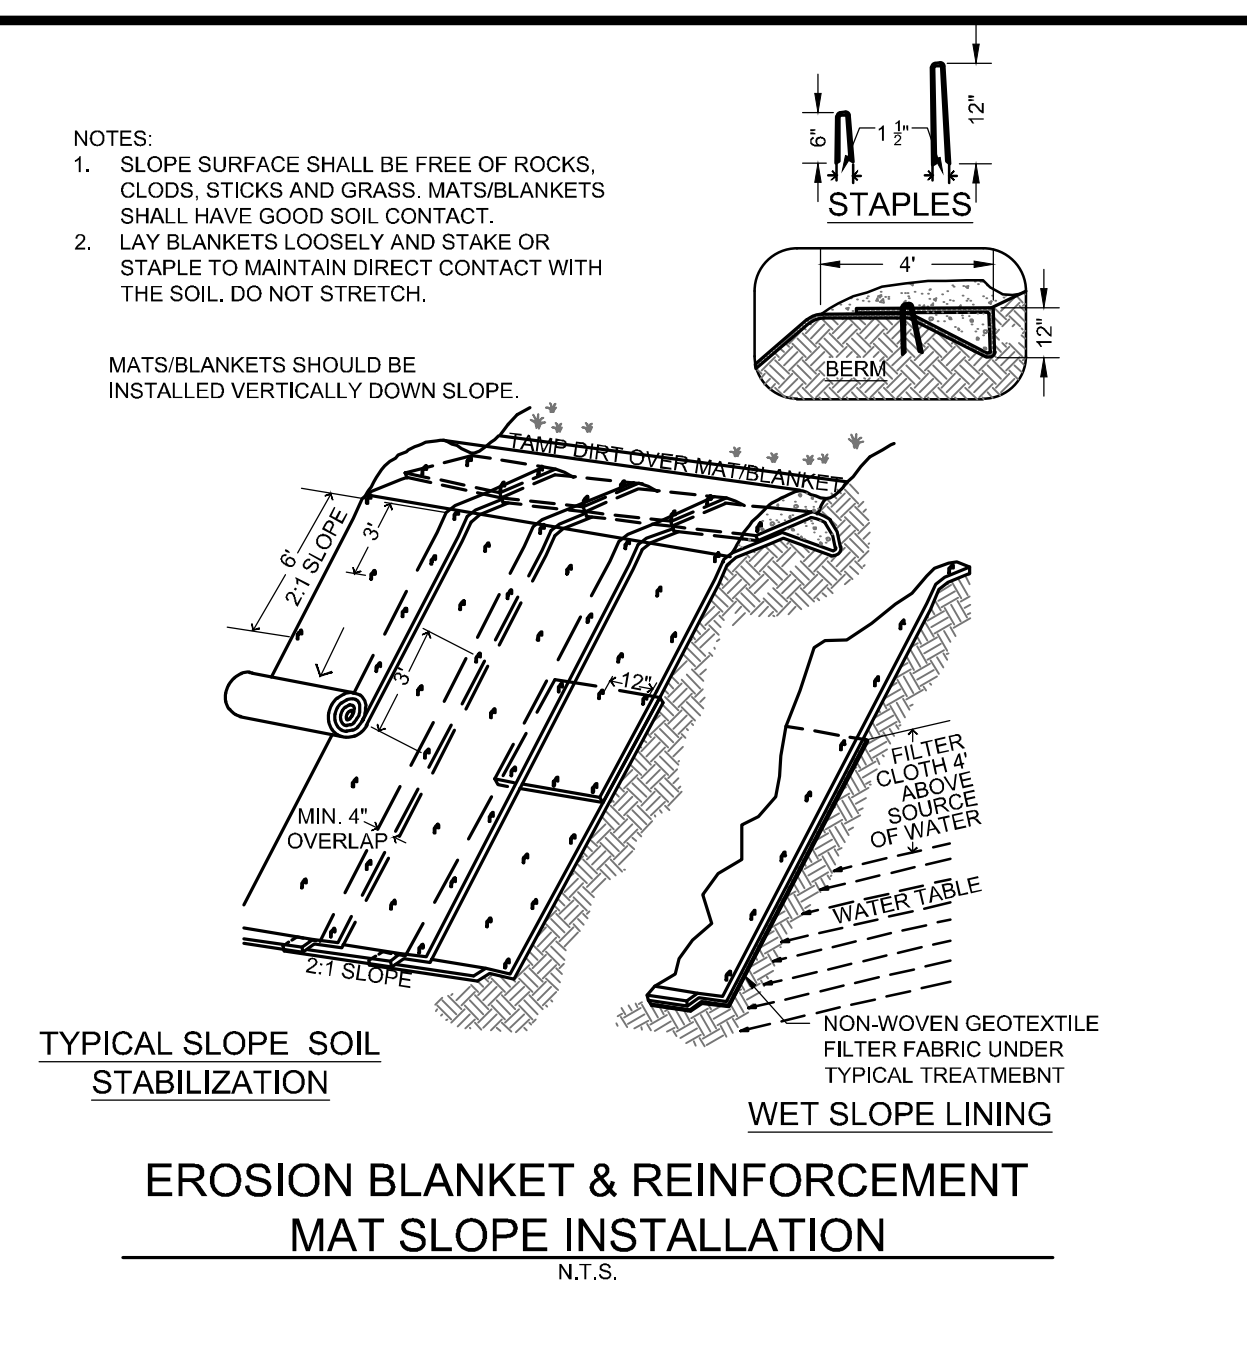 12"
6"
1 1/2"
STAPLES
NOTES:
1. SLOPE SURFACE SHALL BE FREE OF ROCKS,
CLODS, STICKS AND GRASS. MATS/BLANKETS
SHALL HAVE GOOD SOIL CONTACT.
2. LAY BLANKETS LOOSELY AND STAKE OR
STAPLE TO MAINTAIN DIRECT CONTACT WITH
THE SOIL. DO NOT STRETCH.
4'
12"
BERM
MATS/BLANKETS SHOULD BE
INSTALLED VERTICALLY DOWN SLOPE.
TAMP DIRT OVER MAT/BLANKET
6'
2:1 SLOPE
3'
3'
12"
MIN. 4"
OVERLAP
2:1 SLOPE
FILTER
CLOTH 4'
ABOVE
SOURCE
OF WATER
WATER TABLE
NON-WOVEN GEOTEXTILE
FILTER FABRIC UNDER
TYPICAL TREATMEBNT
TYPICAL SLOPE SOIL
STABILIZATION
WET SLOPE LINING
EROSION BLANKET & REINFORCEMENT
MAT SLOPE INSTALLATION
N.T.S.